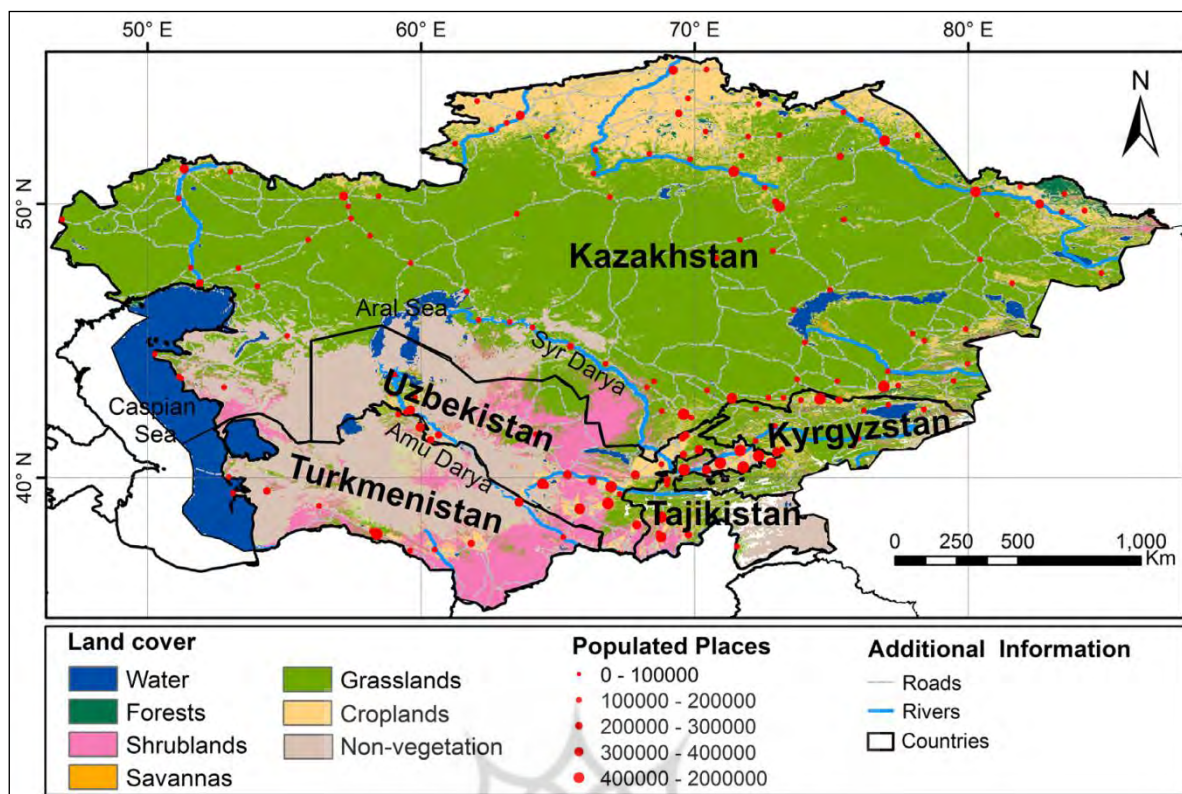 50° E 60° E 70° E 80° E
N
50° N
Kazakhstan
Aral Sea
Syr Darya
Uzbekistan
Caspian
Sea
Kyrgyzstan
Amu Darya
40° N
Turkmenistan
Tajikistan
0 250 500 1,000
Km
Land cover
Water
Forests
Shrublands
Savannas
Grasslands
Croplands
Non-vegetation
Populated Places
0 - 100000
100000 - 200000
200000 - 300000
300000 - 400000
400000 - 2000000
Additional Information
Roads
Rivers
Countries